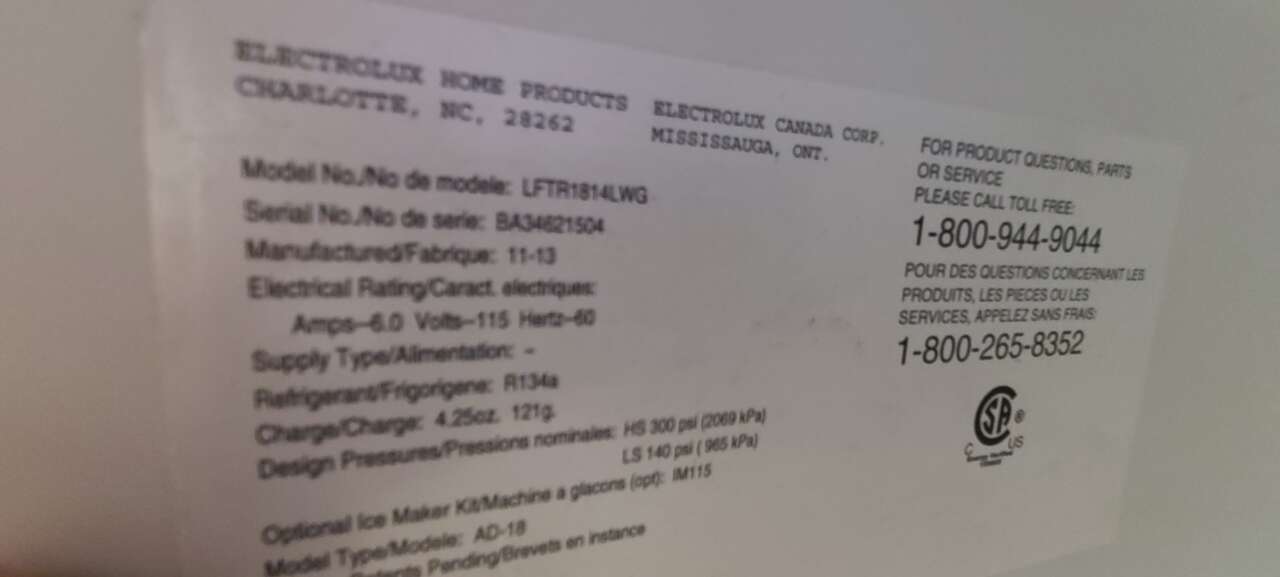 ELECTROLUX HOME PRODUCTS
CHARLOTTE, NC, 28262
ELECTROLUX CANADA CORP.
MISSISSAUGA, ONT.
Model No./No de modele: LFTR1814LWG
Serial No./No de serie: BA34621504
Manufactured/Fabrique: 11-13
Electrical Rating/Caract. electriques:
Amps-6.0 Volts-115 Hertz-60
Supply Type/Alimentation: -
Refrigerant/Frigorigene: R134a
Charge/Charge: 4.25oz. 121g.
Design Pressures/Pressions nominales: HS 300 psi (2069 kPa)
LS 140 psi ( 965 kPa)
Optional Ice Maker Kit/Machine a glacons (opt): IM115
Model Type/Modele: AD-18
Patents Pending/Brevets en instance
FOR PRODUCT QUESTIONS, PARTS
OR SERVICE
PLEASE CALL TOLL FREE:
1-800-944-9044
POUR DES QUESTIONS CONCERNANT LES
PRODUITS, LES PIECES OU LES
SERVICES, APPELEZ SANS FRAIS:
1-800-265-8352
CSA ®
C US
Energy Verified